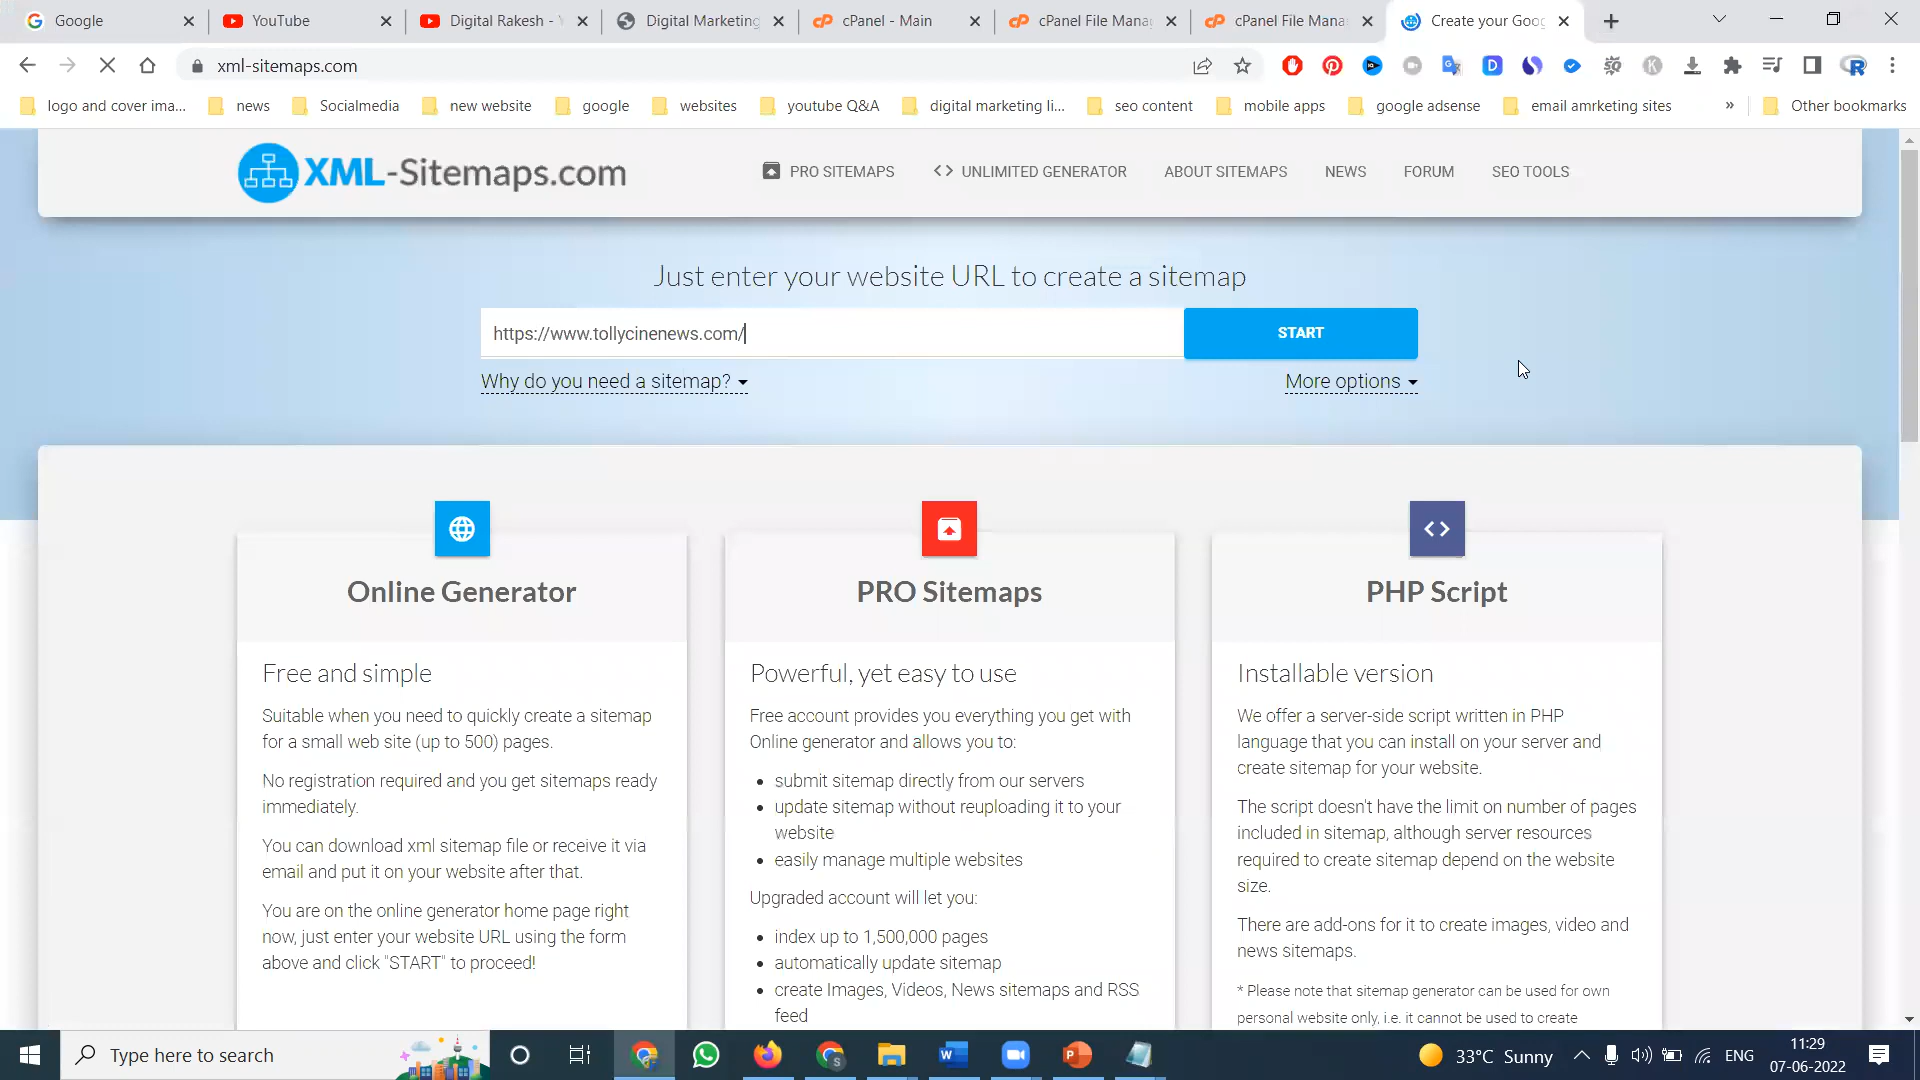 Google
YouTube
Digital Rakesh -
Digital Marketing
cPanel - Main
cPanel File Mana
cPanel File Mana
Create your Goog
xml-sitemaps.com
logo and cover ima...
news
Socialmedia
new website
google
websites
youtube Q&A
digital marketing li...
seo content
mobile apps
google adsense
email amrketing sites
»
Other bookmarks
XML-Sitemaps.com
PRO SITEMAPS
UNLIMITED GENERATOR
ABOUT SITEMAPS
NEWS
FORUM
SEO TOOLS
Just enter your website URL to create a sitemap
https://www.tollycinenews.com/
START
Why do you need a sitemap?
More options
Online Generator
Free and simple
Suitable when you need to quickly create a sitemap
for a small web site (up to 500) pages.
No registration required and you get sitemaps ready
immediately.
You can download xml sitemap file or receive it via
email and put it on your website after that.
You are on the online generator home page right
now, just enter your website URL using the form
above and click "START" to proceed!
PRO Sitemaps
Powerful, yet easy to use
Free account provides you everything you get with
Online generator and allows you to:
• submit sitemap directly from our servers
• update sitemap without reuploading it to your
website
• easily manage multiple websites
Upgraded account will let you:
• index up to 1,500,000 pages
• automatically update sitemap
• create Images, Videos, News sitemaps and RSS
feed
PHP Script
Installable version
We offer a server-side script written in PHP
language that you can install on your server and
create sitemap for your website.
The script doesn't have the limit on number of pages
included in sitemap, although server resources
required to create sitemap depend on the website
size.
There are add-ons for it to create images, video and
news sitemaps.
* Please note that sitemap generator can be used for own
personal website only, i.e. it cannot be used to create
Type here to search
33°C Sunny
ENG
11:29
07-06-2022